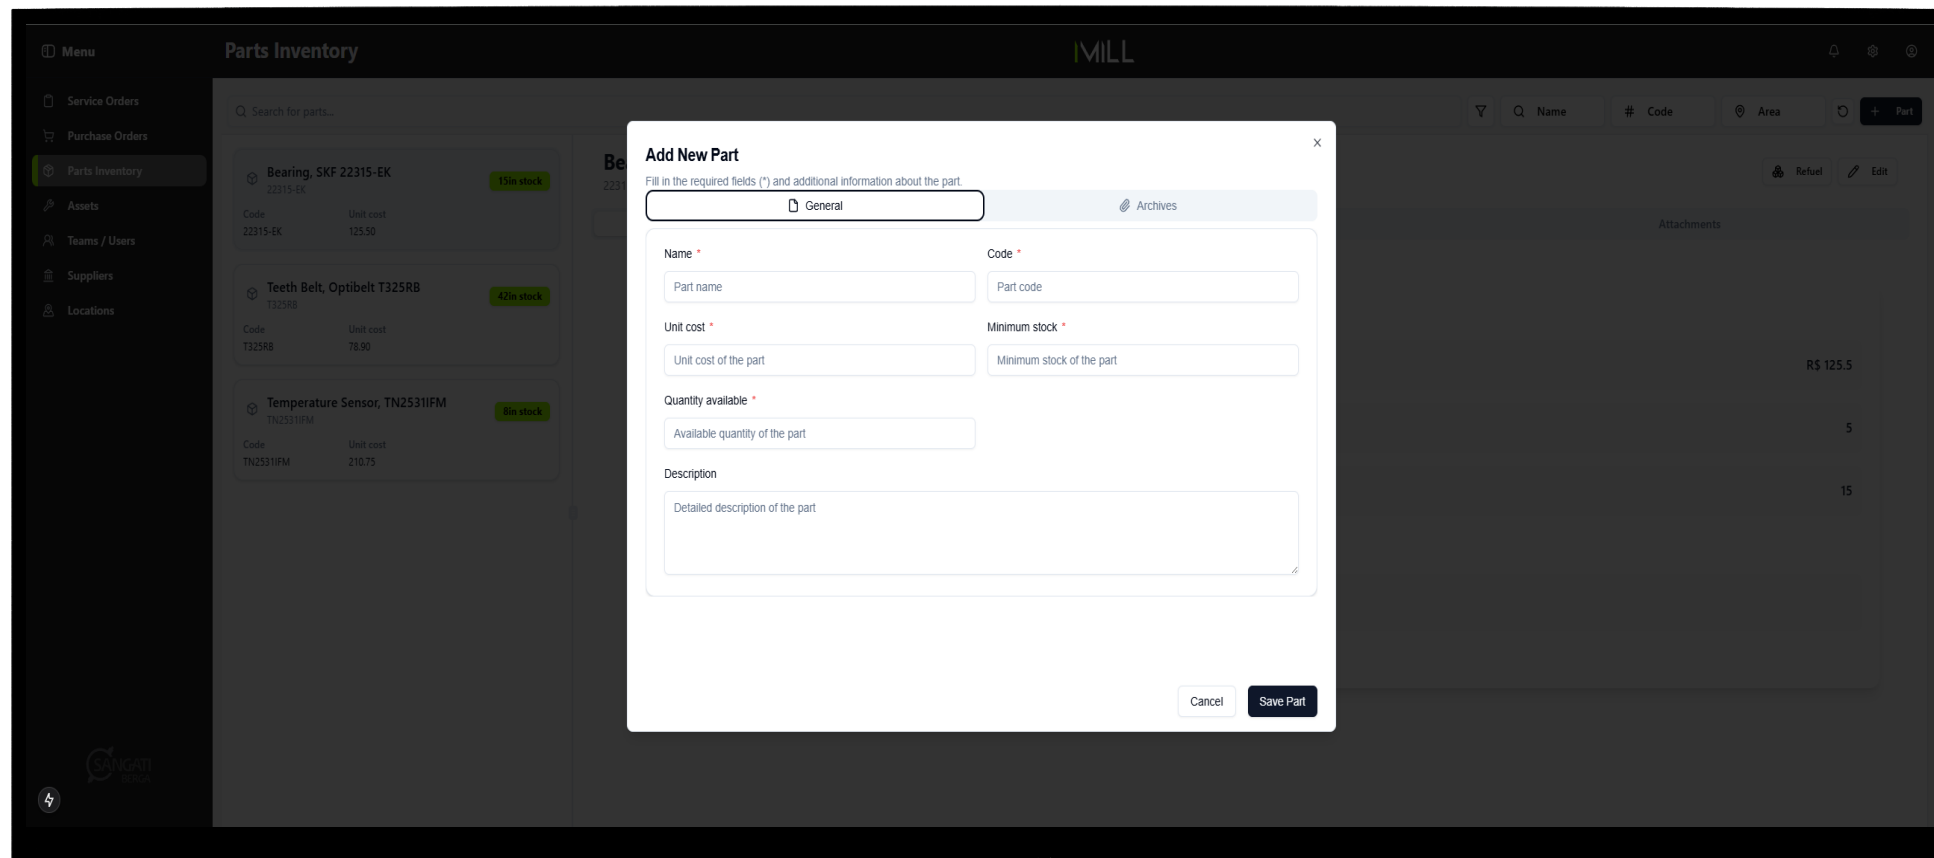 Menu
Parts Inventory
MILL
Service Orders
Purchase Orders
Parts Inventory
Assets
Teams / Users
Suppliers
Locations
SANGATI
BERGA
Search for parts...
Name
# Code
Area
+ Part
Bearing, SKF 22315-EK
22315-EK
15in stock
Code Unit cost
22315-EK 125.50
Teeth Belt, Optibelt T325RB
T325RB
42in stock
Code Unit cost
T325RB 78.90
Temperature Sensor, TN2531IFM
TN2531IFM
8in stock
Code Unit cost
TN2531IFM 210.75
Be
2231
Refuel
Edit
Attachments
R$ 125.5
5
15
Add New Part
X
Fill in the required fields (*) and additional information about the part.
General
Archives
Name *
Code *
Part name
Part code
Unit cost *
Minimum stock *
Unit cost of the part
Minimum stock of the part
Quantity available *
Available quantity of the part
Description
Detailed description of the part
Cancel
Save Part